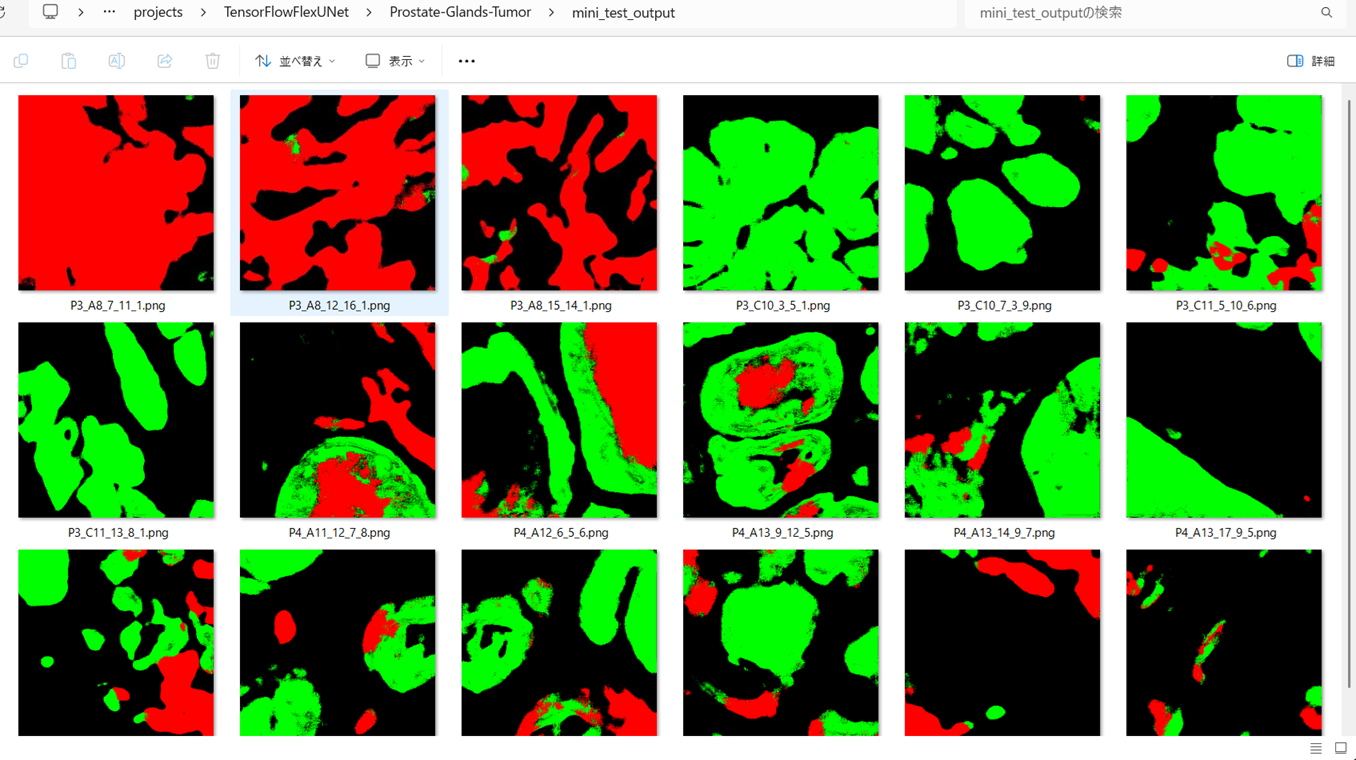 projects > TensorFlowFlexUNet > Prostate-Glands-Tumor > mini_test_output
mini_test_outputの検索
並べ替え 表示 詳細
P3_A8_7_11_1.png P3_A8_12_16_1.png P3_A8_15_14_1.png P3_C10_3_5_1.png P3_C10_7_3_9.png P3_C11_5_10_6.png
P3_C11_13_8_1.png P4_A11_12_7_8.png P4_A12_6_5_6.png P4_A13_9_12_5.png P4_A13_14_9_7.png P4_A13_17_9_5.png